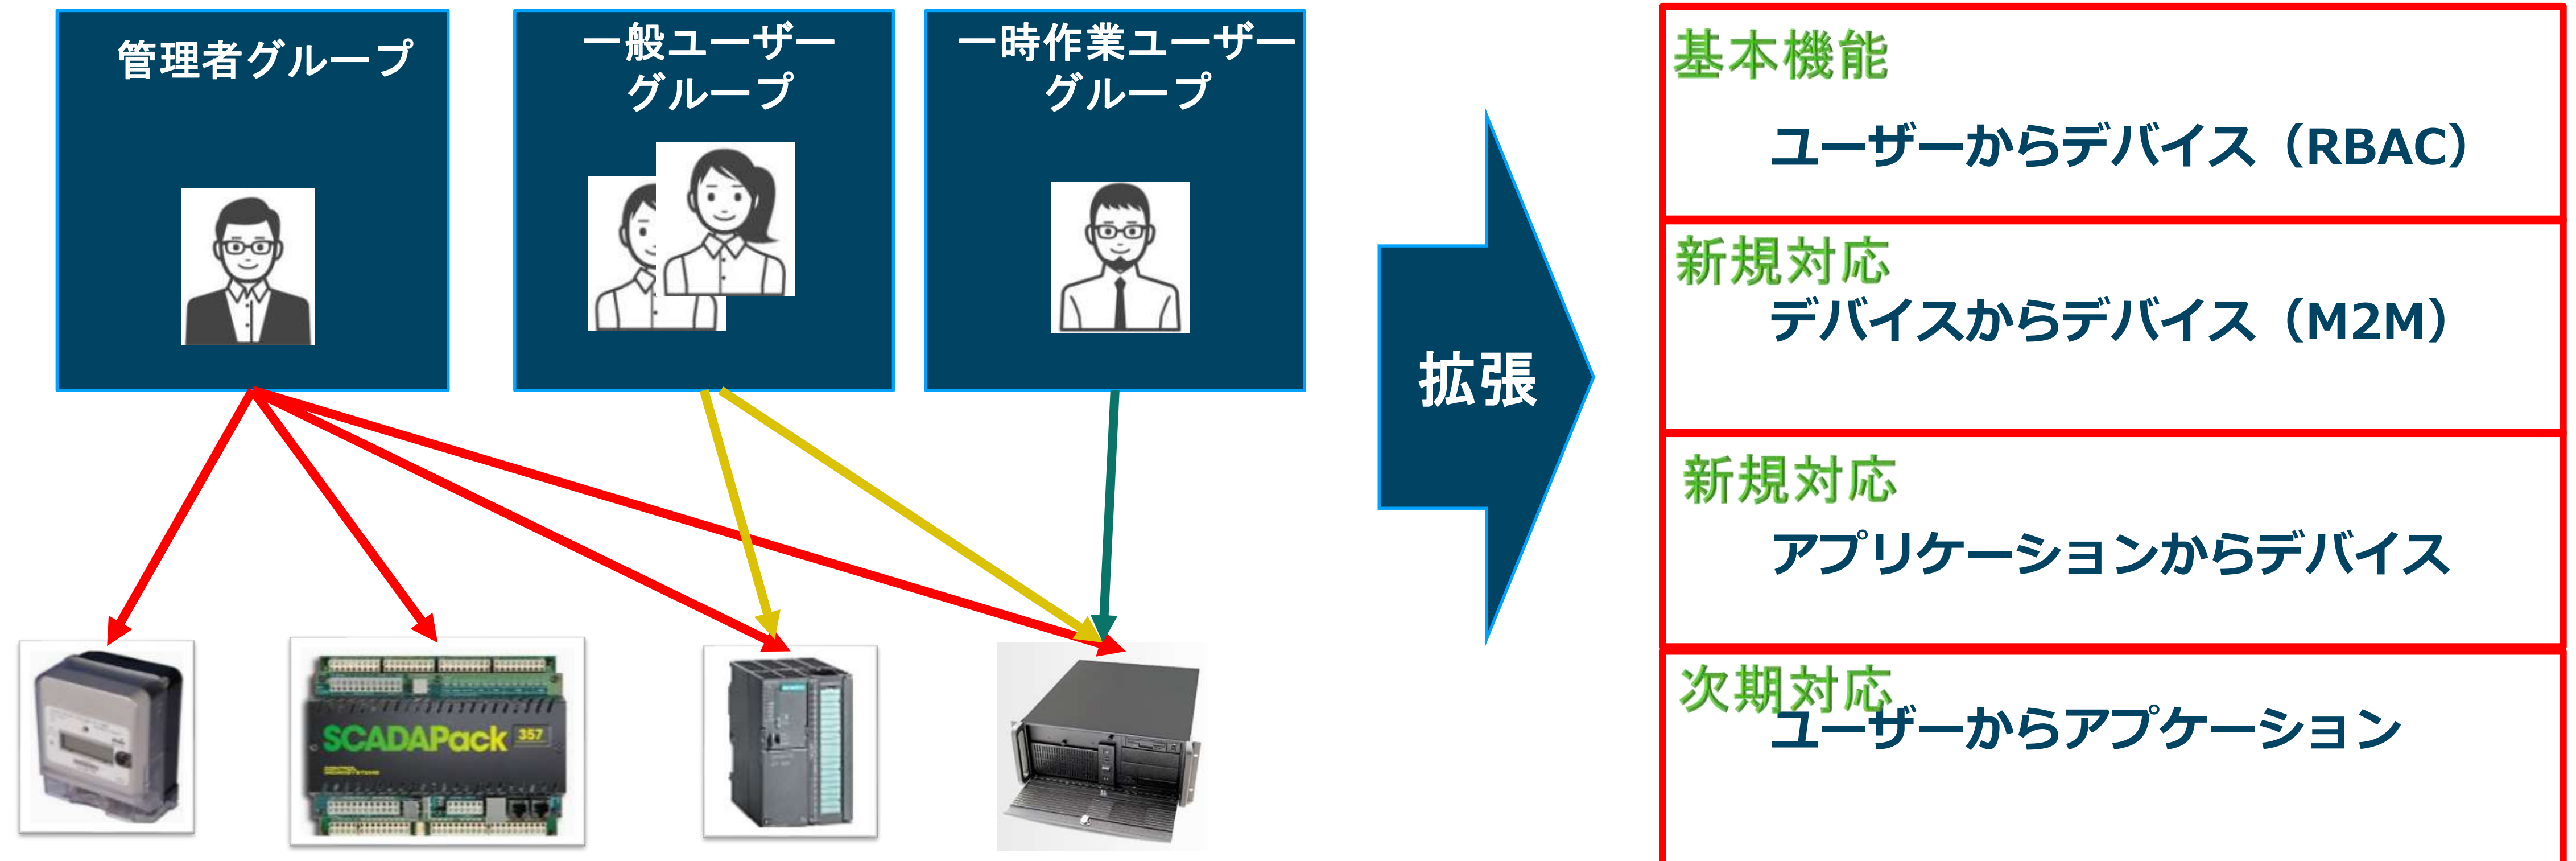 管理者グループ
一般ユーザー
グループ
一時作業ユーザー
グループ
拡張
基本機能
ユーザーからデバイス（RBAC）
新規対応
デバイスからデバイス（M2M）
新規対応
アプリケーションからデバイス
次期対応
ユーザーからアプケーション
SCADAPack 357